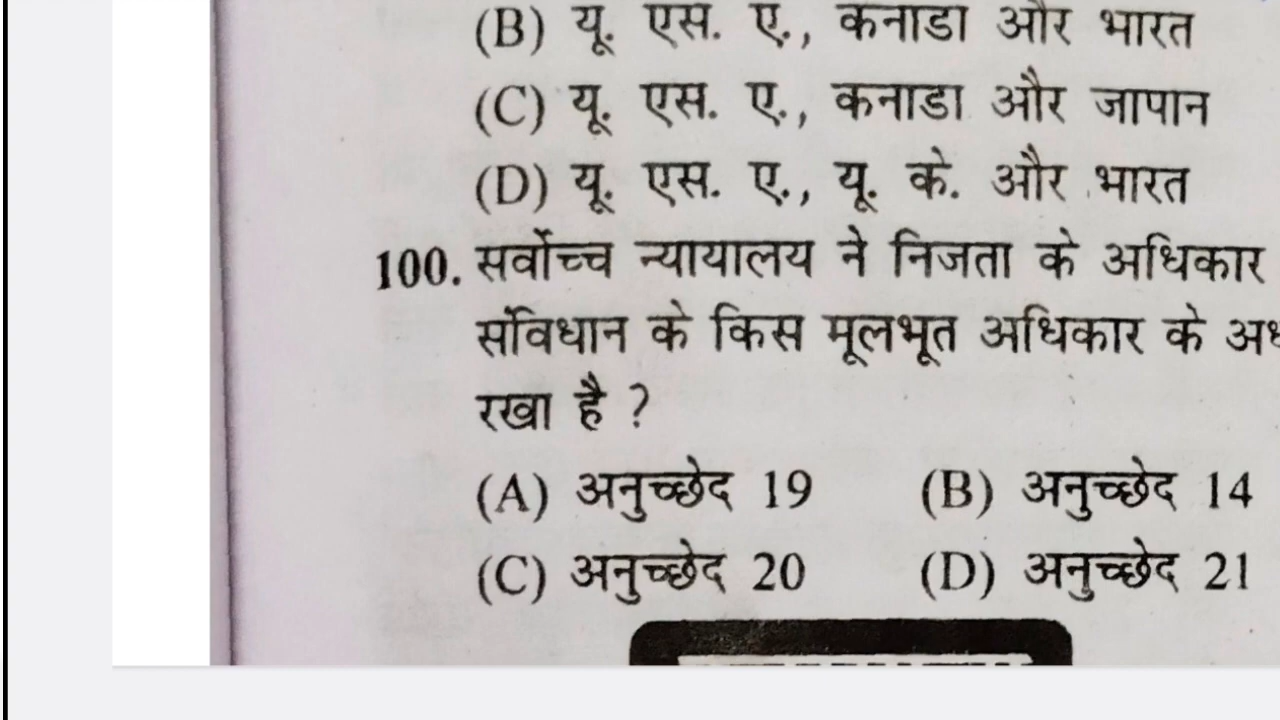 (B) यू. एस. ए., कनाडा और भारत
(C) यू. एस. ए., कनाडा और जापान
(D) यू. एस. ए., यू. के. और भारत
100. सर्वोच्च न्यायालय ने निजता के अधिकार
संविधान के किस मूलभूत अधिकार के
रखा है ?
(A) अनुच्छेद 19 (B) अनुच्छेद 14
(C) अनुच्छेद 20 (D) अनुच्छेद 21